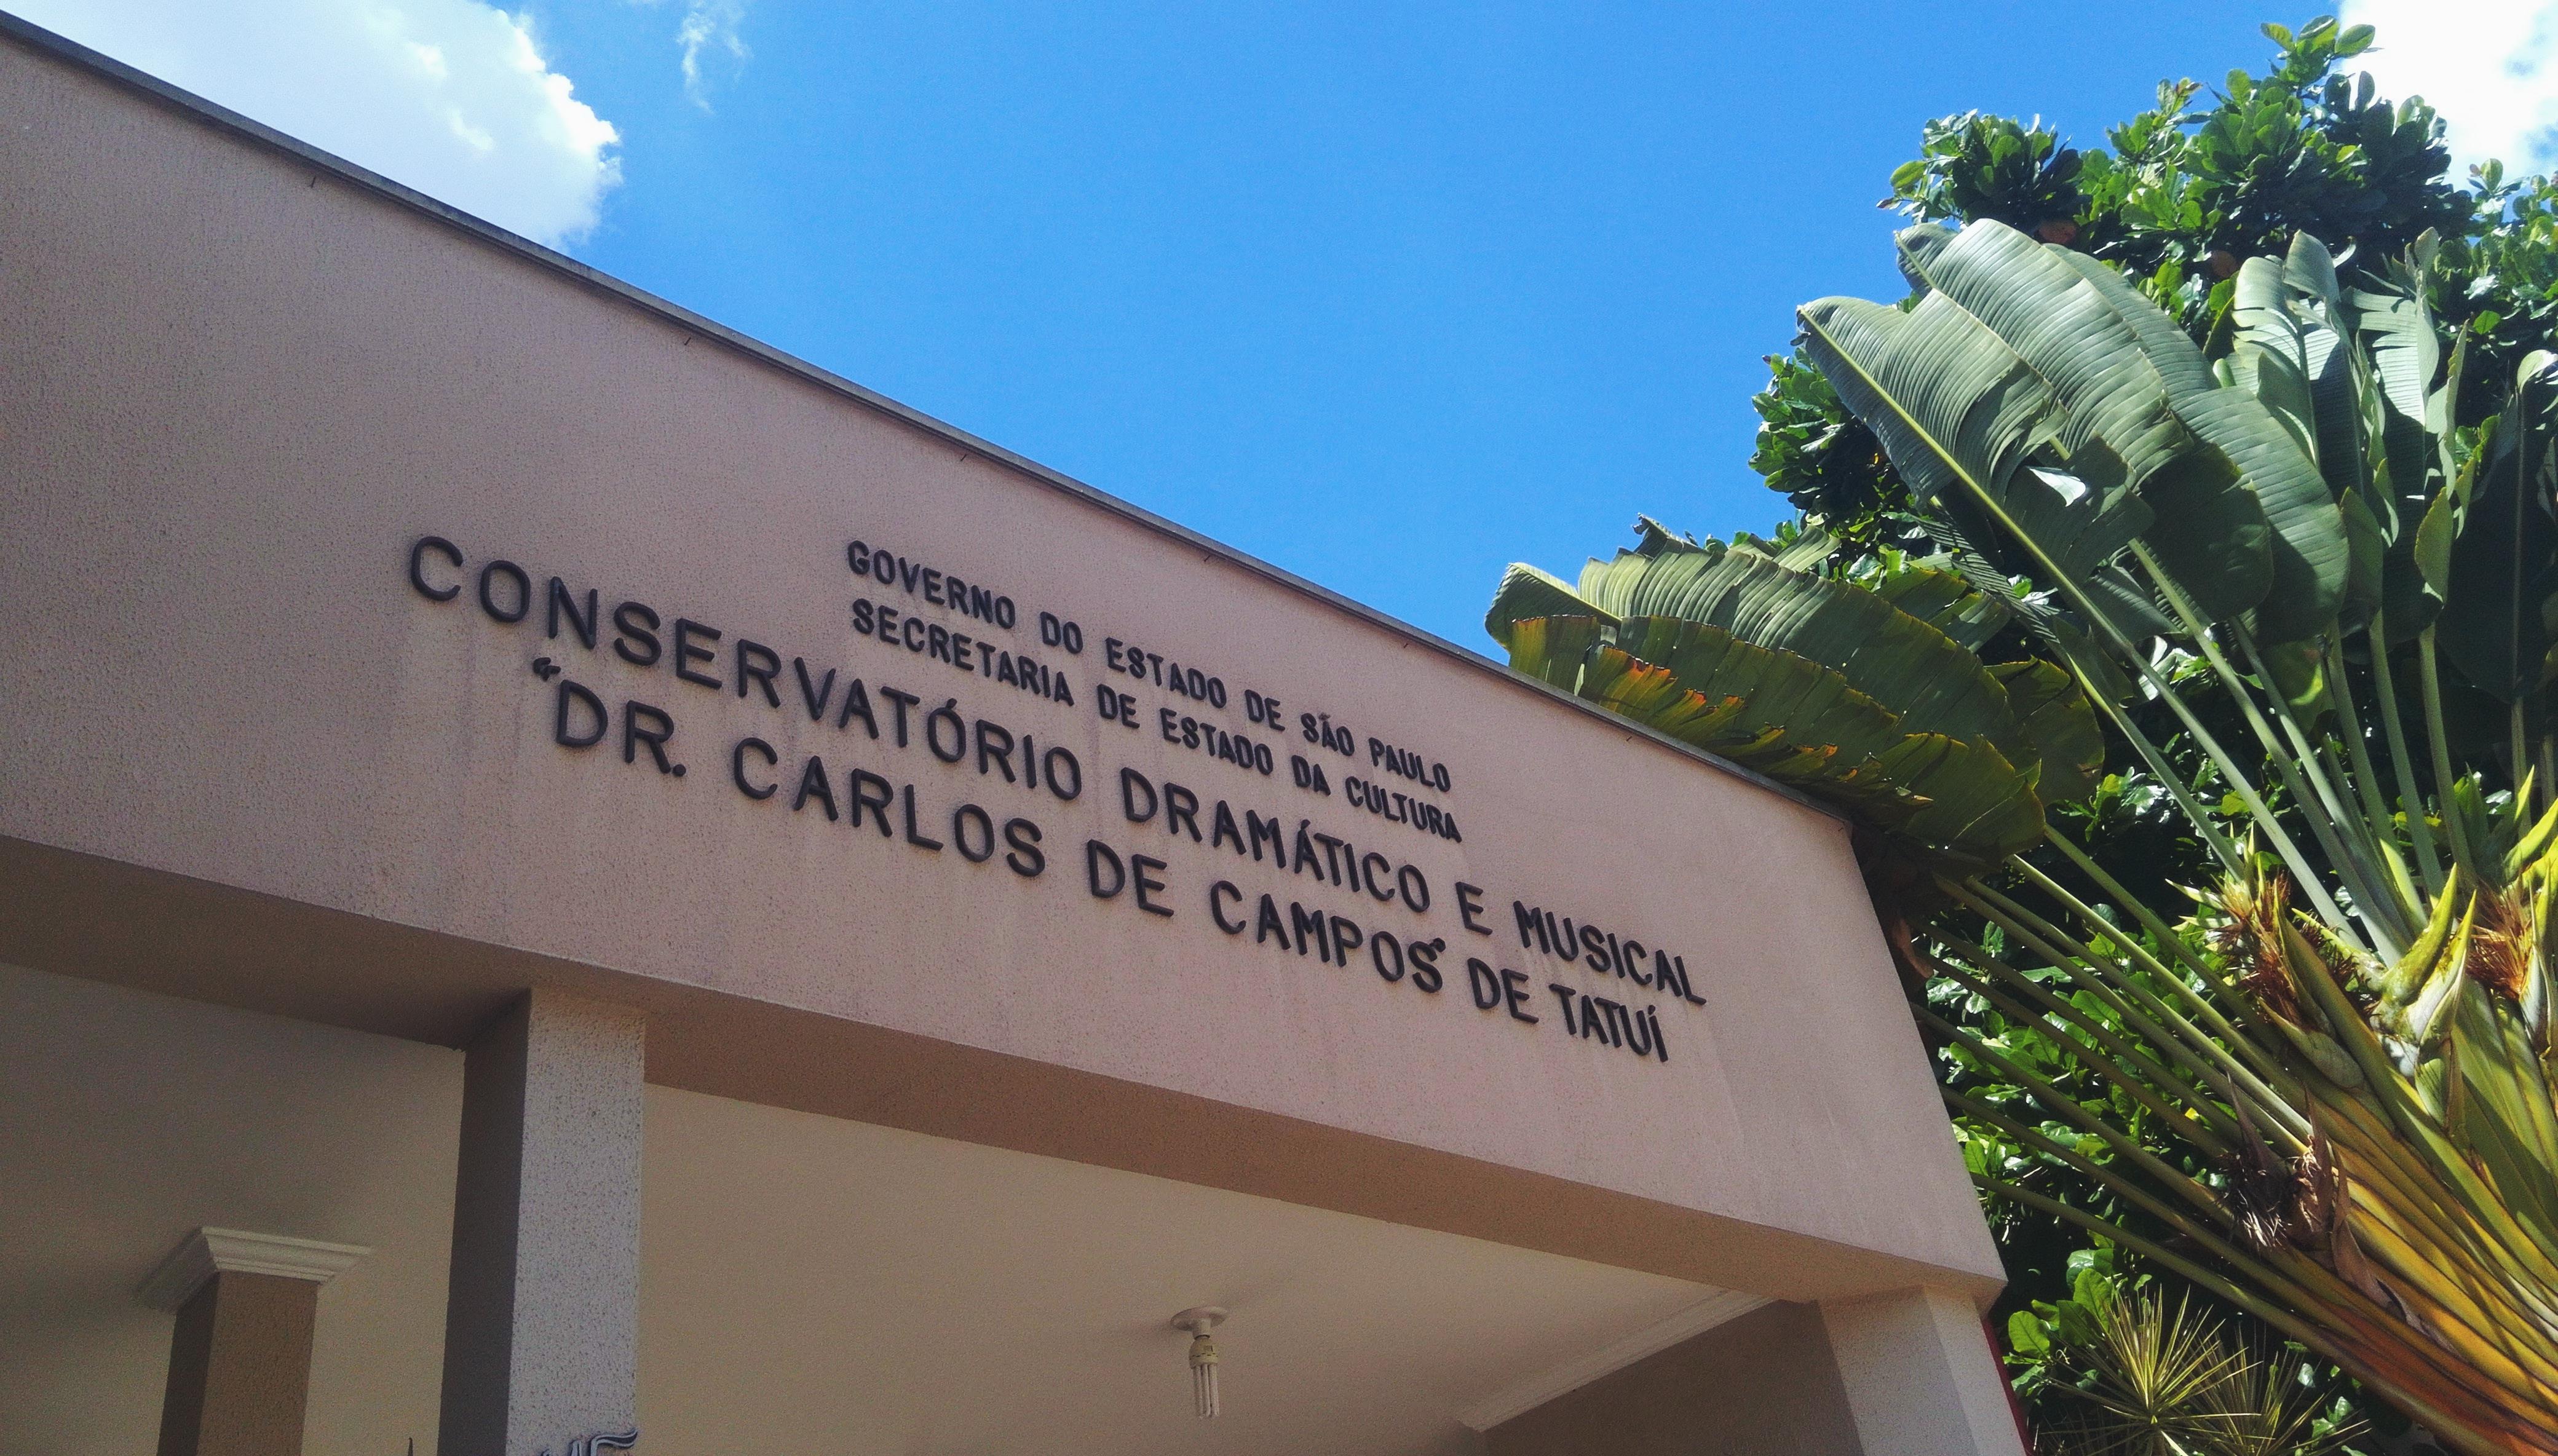 GOVERNO DO ESTADO DE SÃO PAULO
SECRETARIA DE ESTADO DA CULTURA
CONSERVATÓRIO DRAMÁTICO E MUSICAL
“DR. CARLOS DE CAMPOS” DE TATUÍ